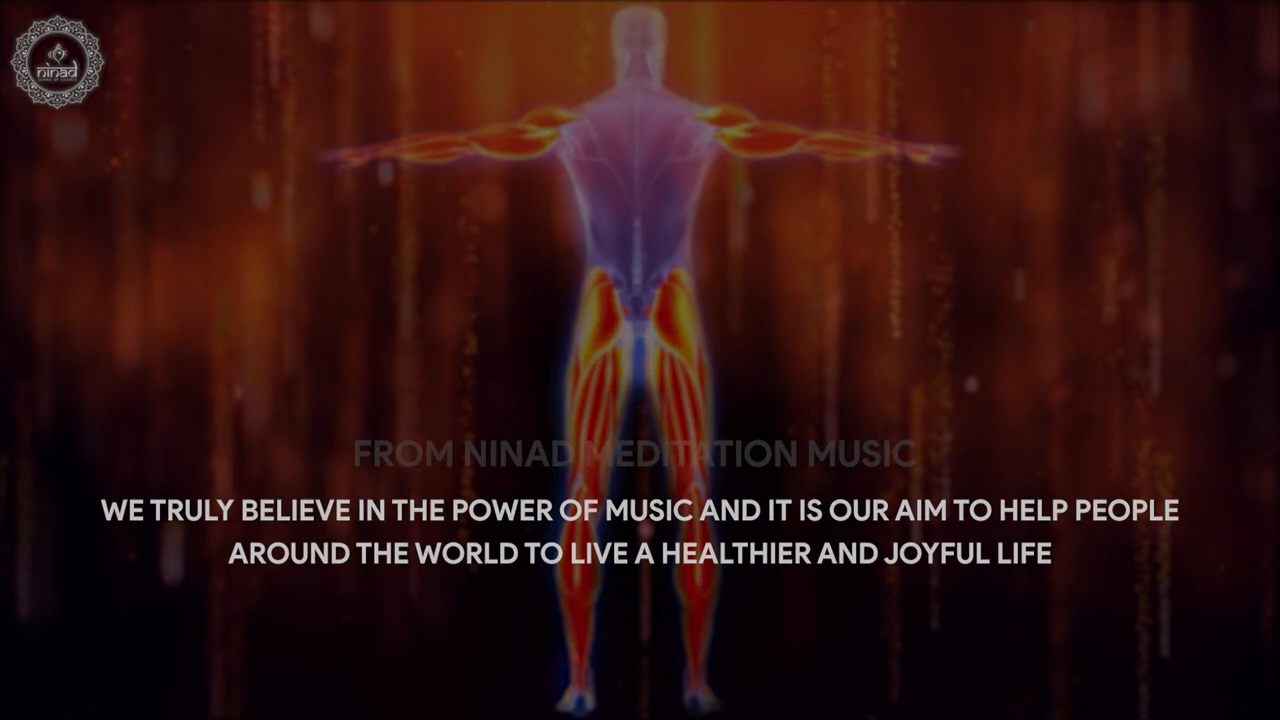 ninad
FROM NINAD MEDITATION MUSIC
WE TRULY BELIEVE IN THE POWER OF MUSIC AND IT IS OUR AIM TO HELP PEOPLE
AROUND THE WORLD TO LIVE A HEALTHIER AND JOYFUL LIFE